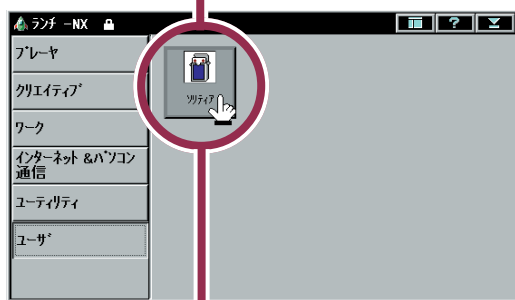 ﾗﾝﾁ -NX
?
ﾌﾟﾚｰﾔ
ｸﾘｴｲﾃｨﾌﾞ
ﾜｰｸ
ｲﾝﾀｰﾈｯﾄ &ﾊﾟｿｺﾝ
通信
ﾕｰﾃｨﾘﾃｨ
ﾕｰｻﾞ
ｿﾘﾃｨｱ